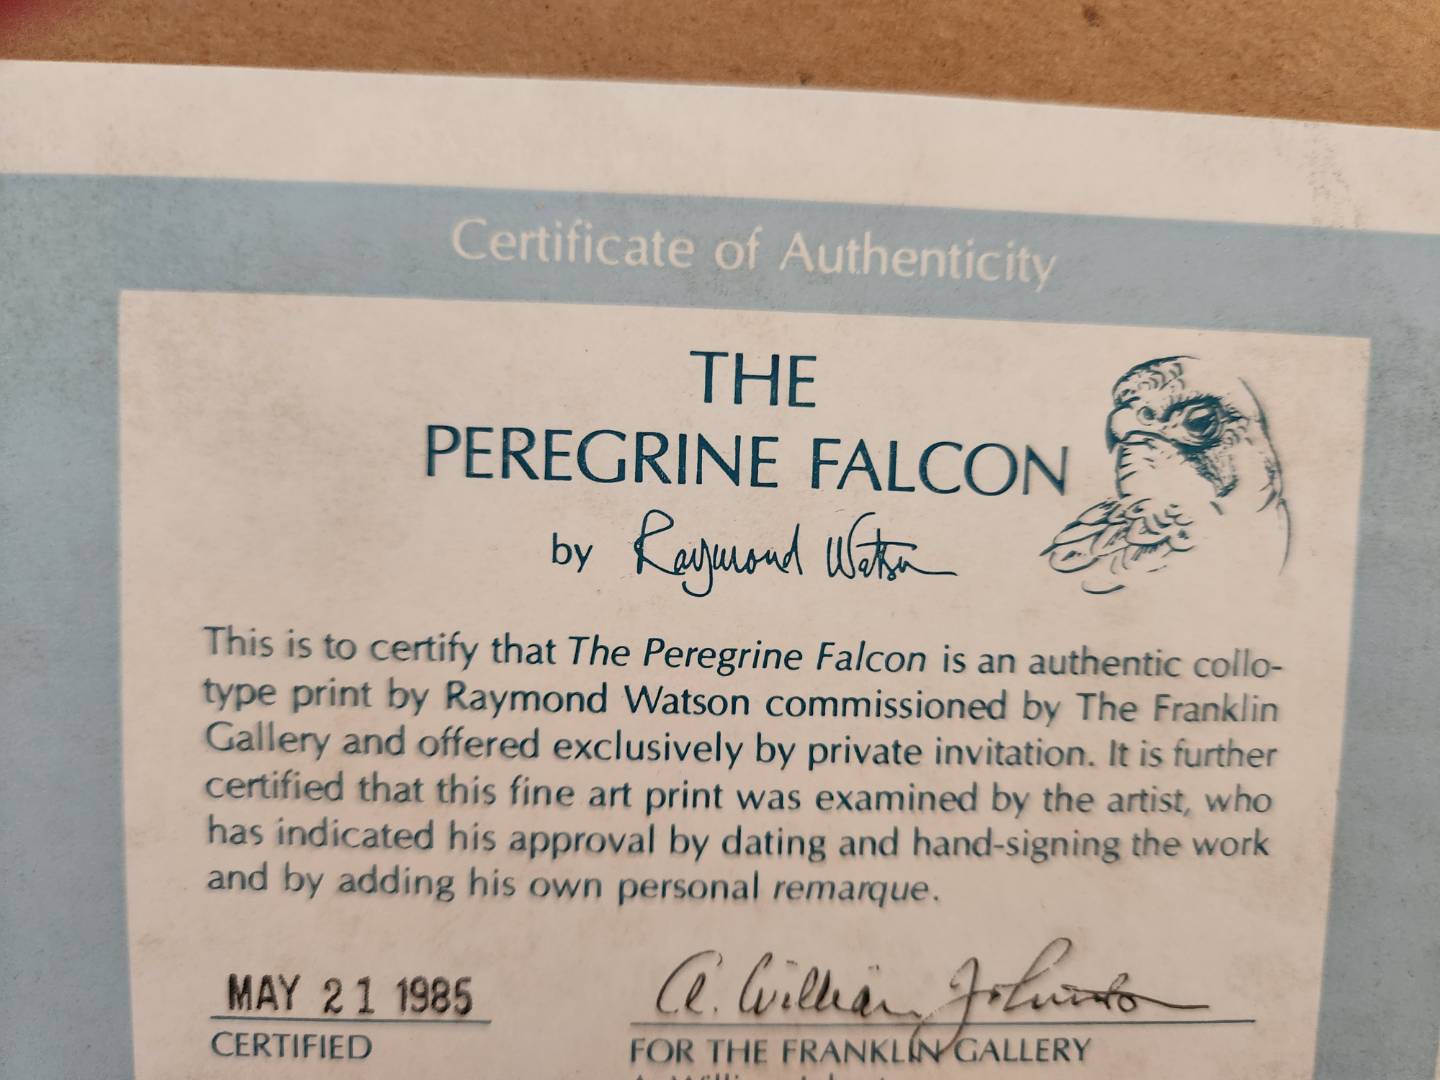 Certificate of Authenticity
THE
PEREGRINE FALCON
by Raymond Watson
This is to certify that The Peregrine Falcon is an authentic collo-
type print by Raymond Watson commissioned by The Franklin
Gallery and offered exclusively by private invitation. It is further
certified that this fine art print was examined by the artist, who
has indicated his approval by dating and hand-signing the work
and by adding his own personal remarque.
MAY 21 1985
A. William Johnston
CERTIFIED
FOR THE FRANKLIN GALLERY